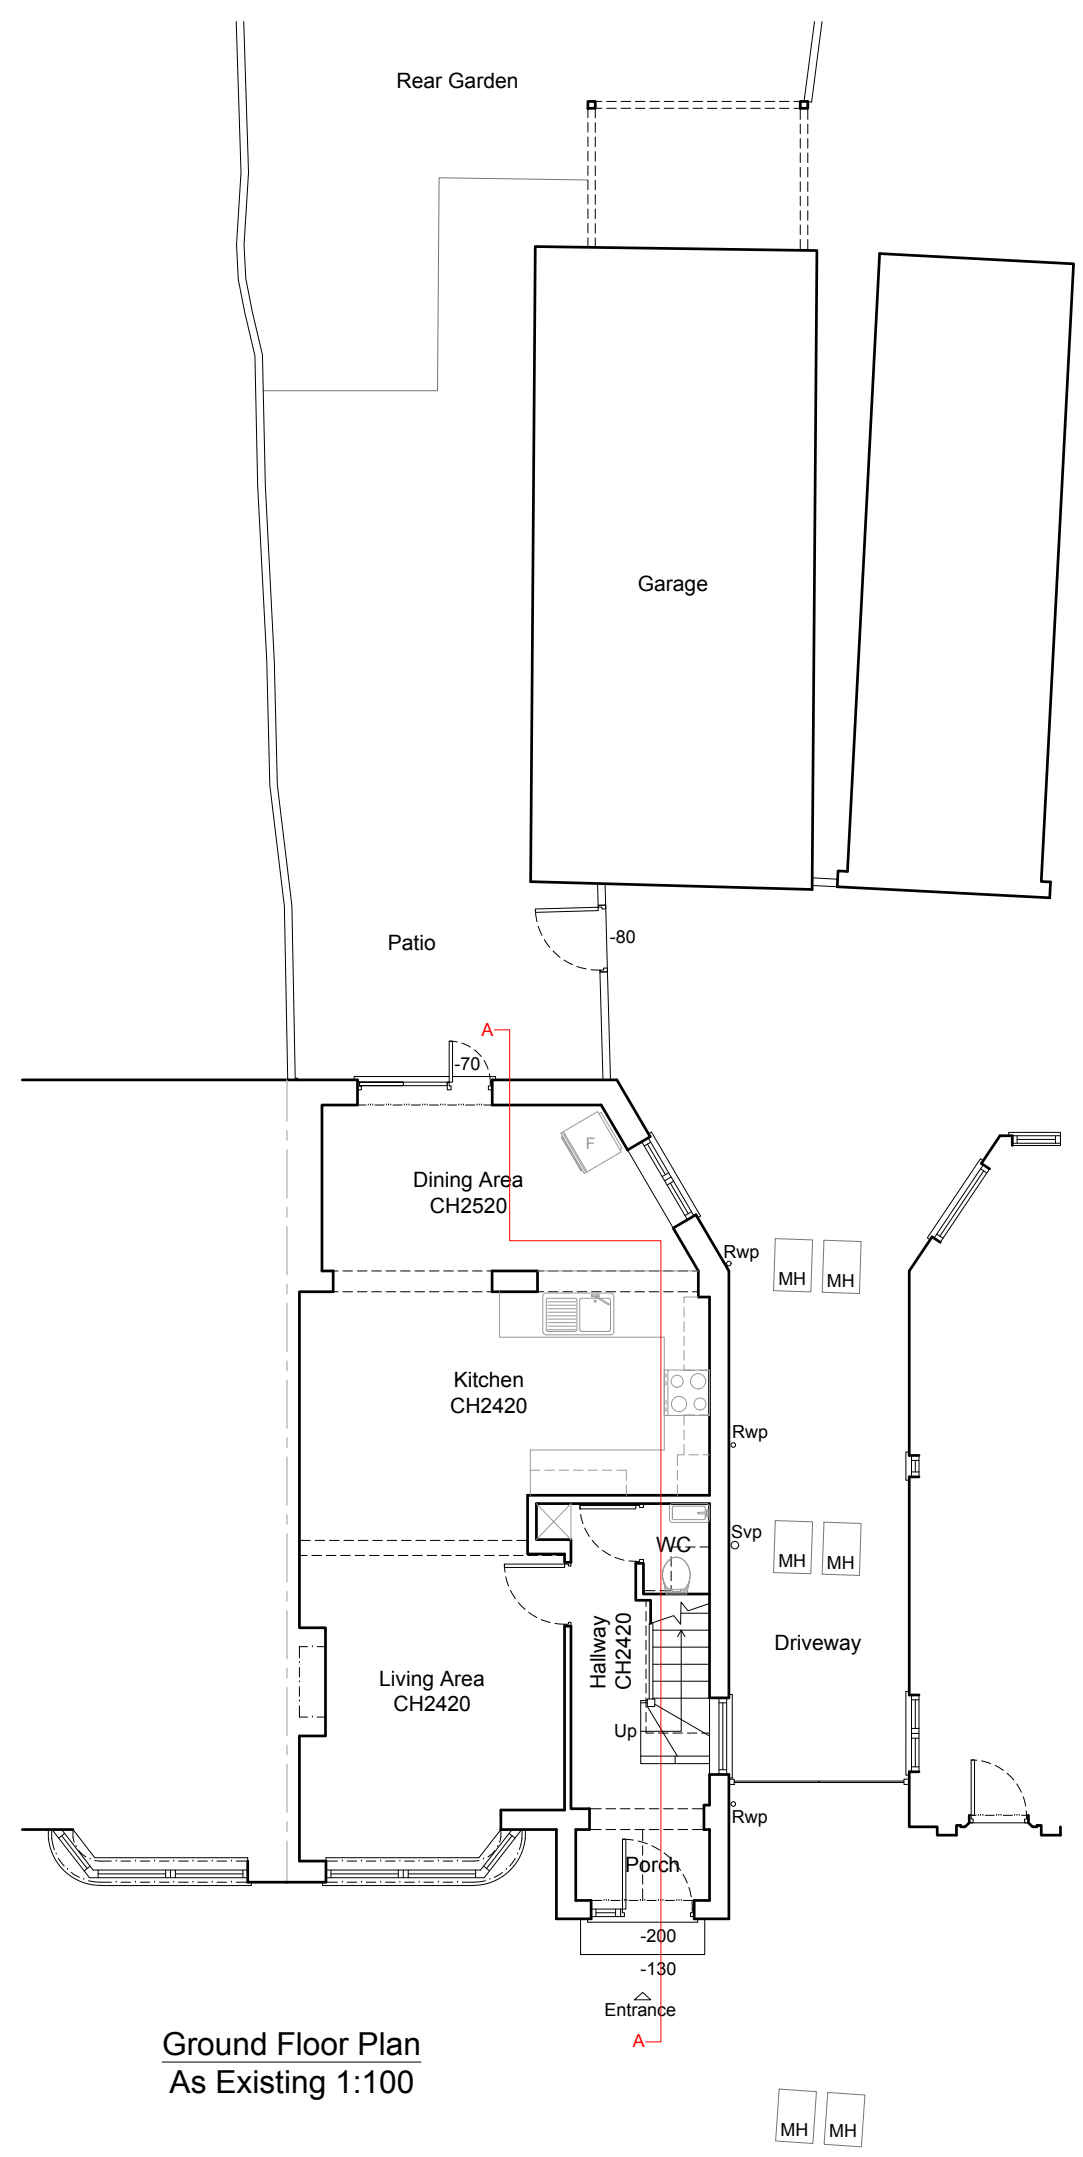 Rear Garden
Garage
-80
Patio
A
-70
F
Dining Area
CH2520
Rwp
MH
MH
Kitchen
CH2420
Rwp
WC
Svp
MH
MH
Hallway
CH2420
Driveway
Living Area
CH2420
Up
Rwp
Porch
-200
-130
Entrance
A
Ground Floor Plan
As Existing 1:100
MH
MH